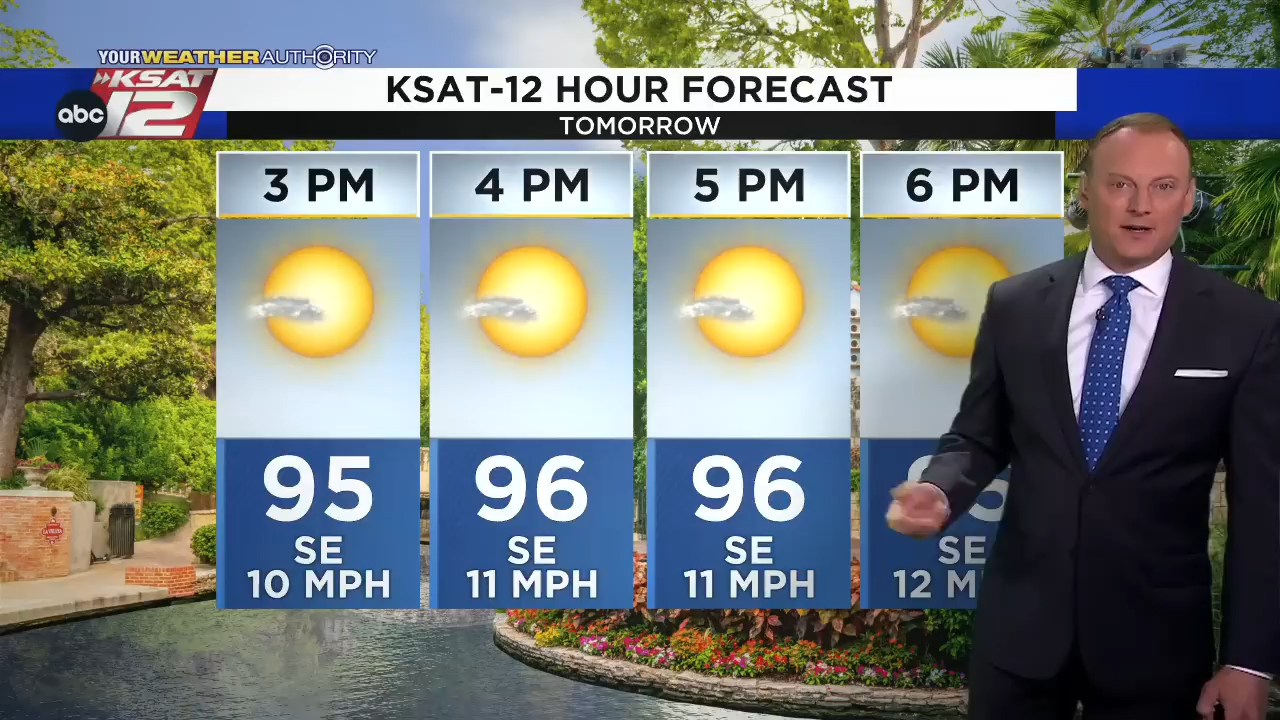 YOURWEATHERAUTHORITY
KSAT
abc 12
KSAT-12 HOUR FORECAST
TOMORROW
3 PM 4 PM 5 PM 6 PM
95 96 96
SE SE SE SE
10 MPH 11 MPH 11 MPH 12 M